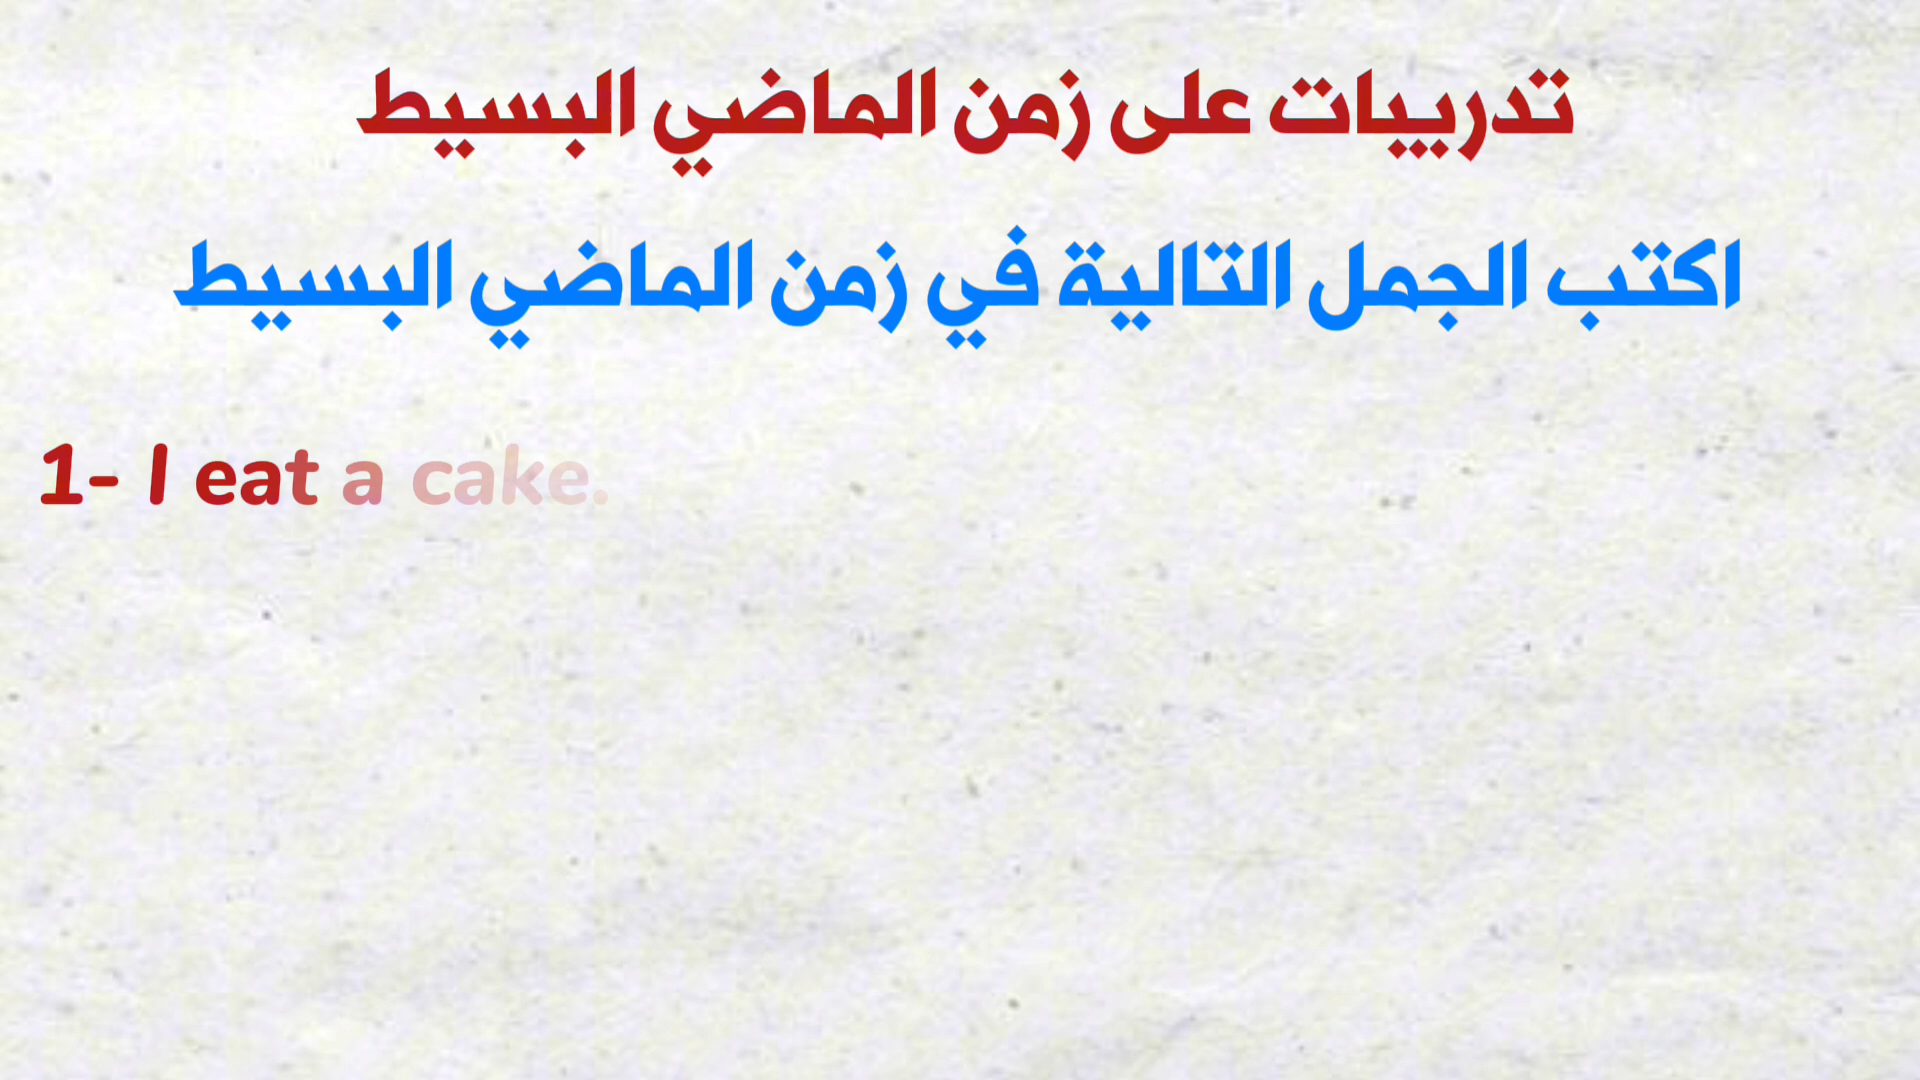 تدريبات على زمن الماضي البسيط
اكتب الجمل التالية في زمن الماضي البسيط
1- I eat a cake.